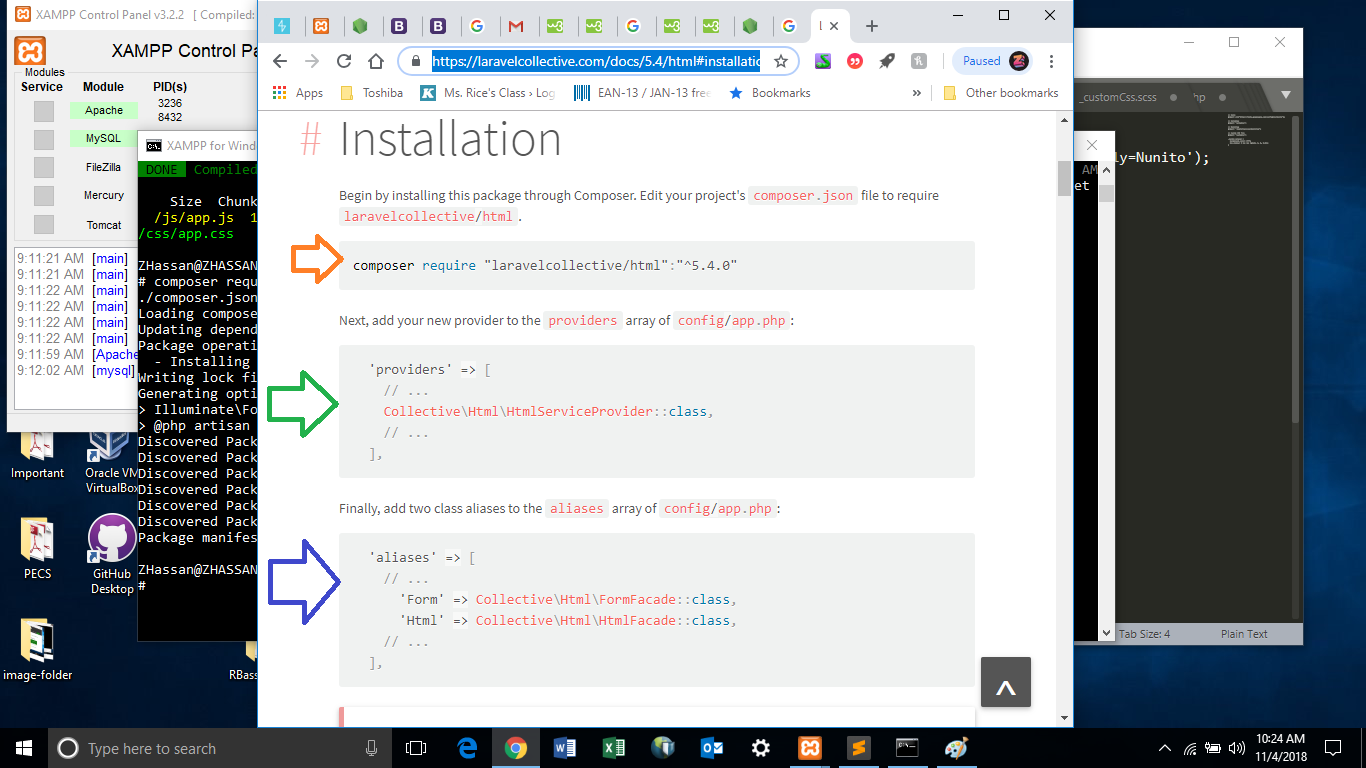 XAMPP Control Panel v3.2.2 [ Compiled:
XAMPP Control Pa
Modules
Service Module PID(s)
Apache 3236
8432
MySQL
FileZilla
Mercury
Tomcat
9:11:21 AM [main]
9:11:21 AM [main]
9:11:22 AM [main]
9:11:22 AM [main]
9:11:22 AM [main]
9:11:22 AM [main]
9:11:59 AM [Apache
9:12:02 AM [mysql]
XAMPP for Wind
DONE Compiled
Size Chunk
/js/app.js 1
/css/app.css
ZHassan@ZHASSAN
# composer requ
./composer.json
Loading compose
Updating depend
Package operati
- Installing
Writing lock fi
Generating opti
> Illuminate\Fo
> @php artisan
Discovered Pack
Discovered Pack
Discovered Pack
Discovered Pack
Discovered Pack
Discovered Pack
Package manifes
ZHassan@ZHASSAN
#
https://laravelcollective.com/docs/5.4/html#installatio
Paused
Apps Toshiba Ms. Rice's Class › Log EAN-13 / JAN-13 free Bookmarks » Other bookmarks
# Installation
Begin by installing this package through Composer. Edit your project's composer.json file to require
laravelcollective/html.
composer require "laravelcollective/html":"^5.4.0"
Next, add your new provider to the providers array of config/app.php:
'providers' => [
// ...
Collective\Html\HtmlServiceProvider::class,
// ...
],
Finally, add two class aliases to the aliases array of config/app.php:
'aliases' => [
// ...
'Form' => Collective\Html\FormFacade::class,
'Html' => Collective\Html\HtmlFacade::class,
// ...
],
_customCss.scss
hp
ly=Nunito');
AM
et
Tab Size: 4 Plain Text
Important
Oracle VM
VirtualBox
PECS
GitHub
Desktop
image-folder
RBass
Type here to search
10:24 AM
11/4/2018